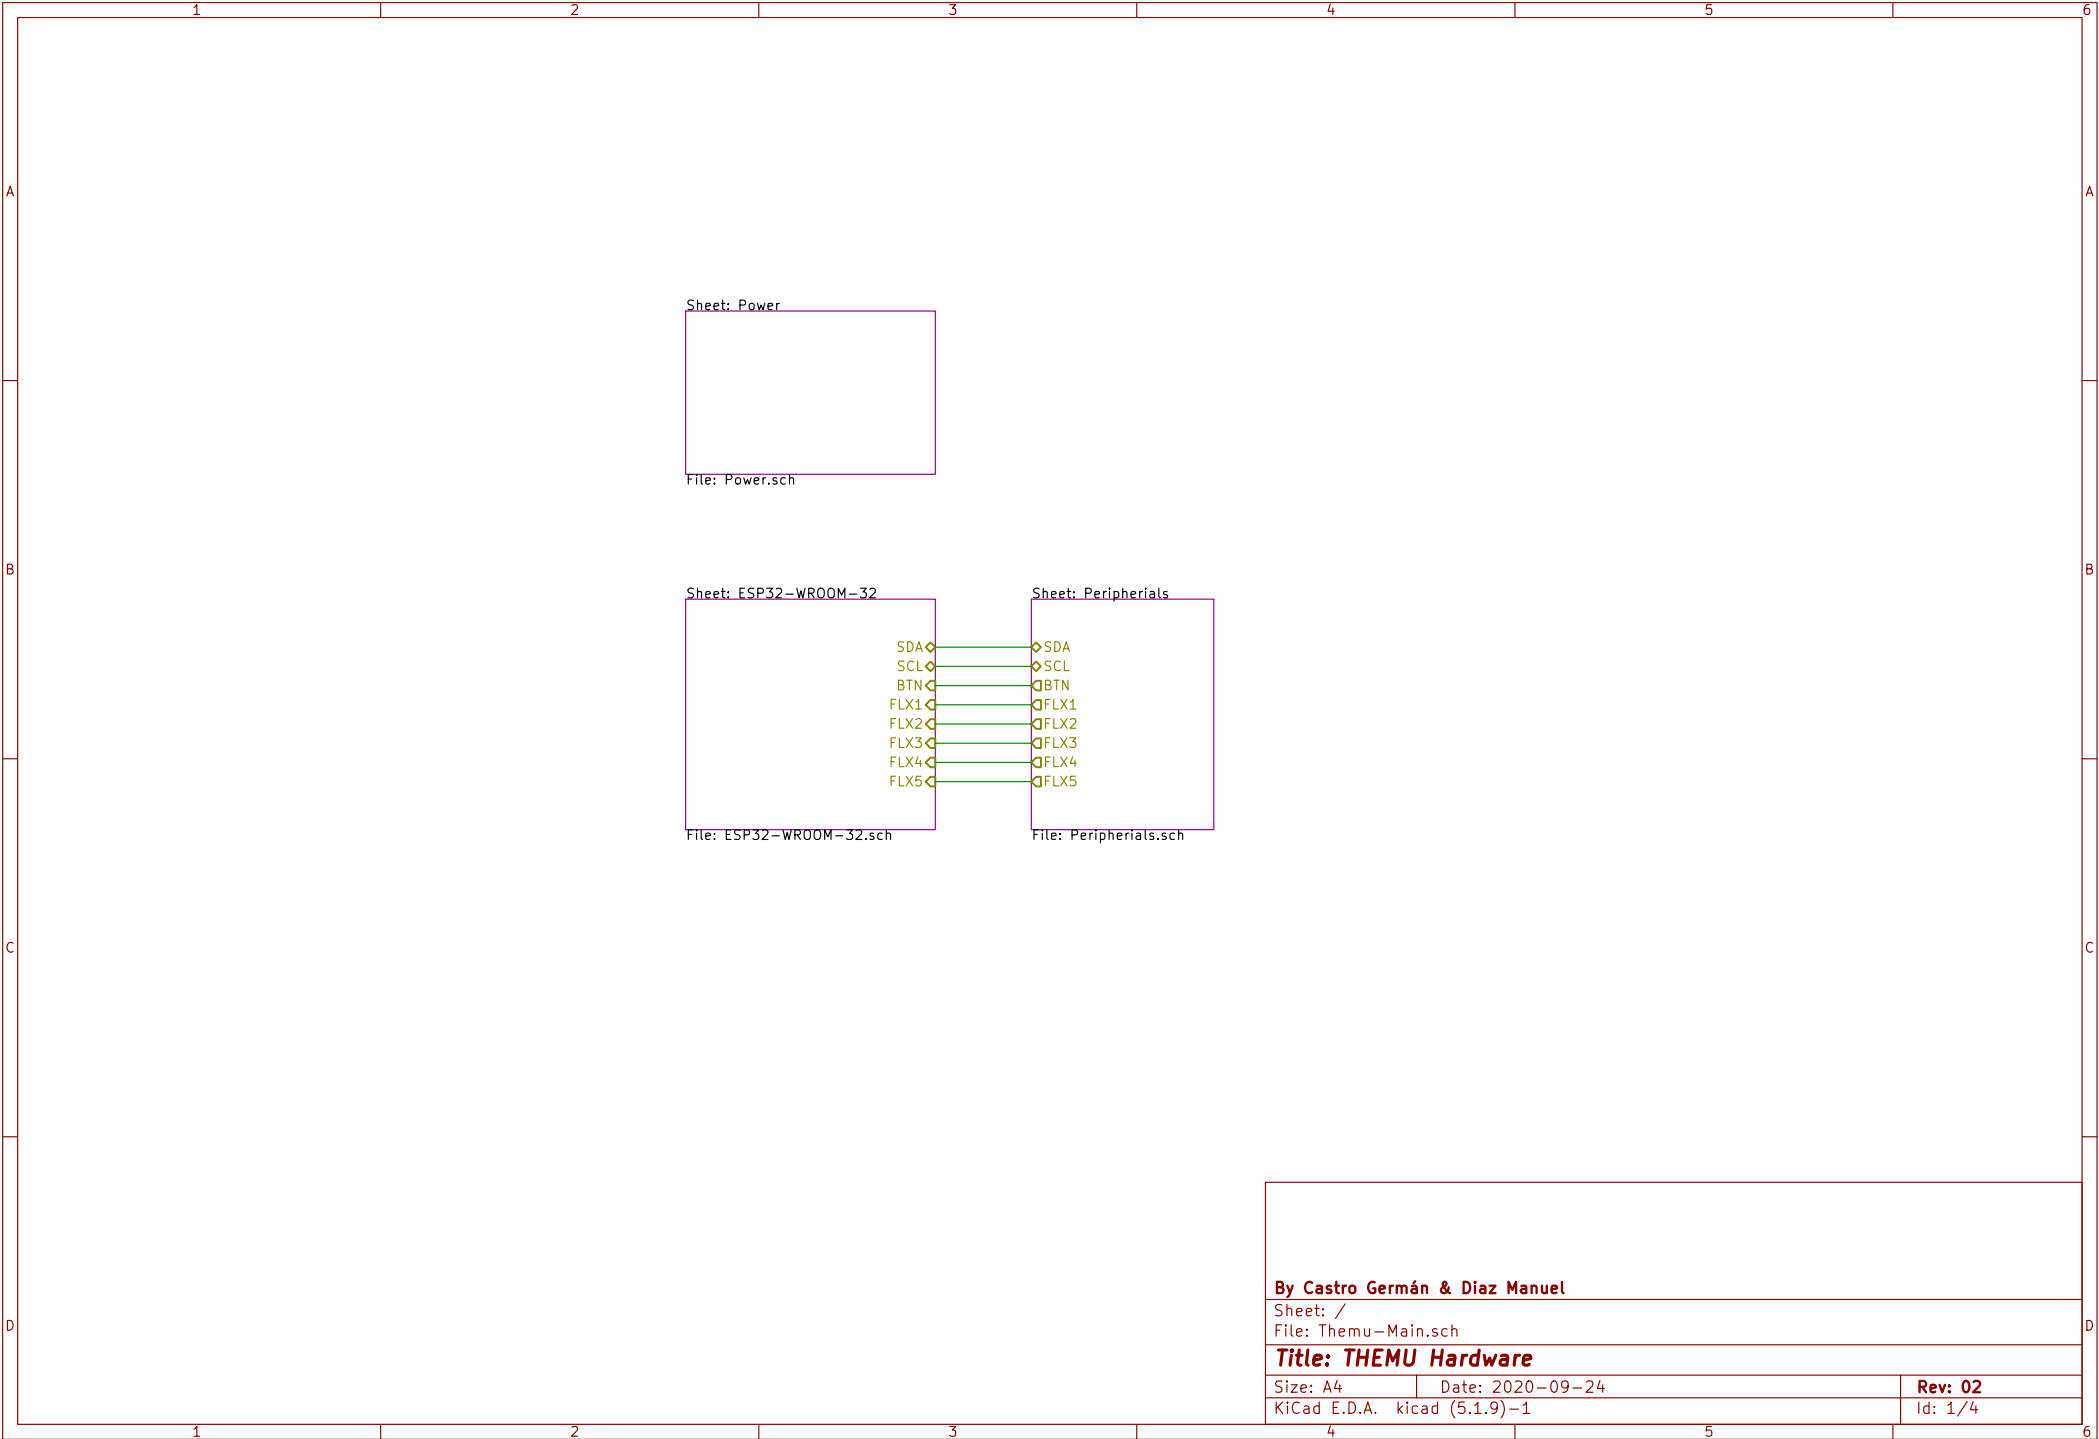 1 2 3 4 5 6
A A
Sheet: Power
File: Power.sch
B B
Sheet: ESP32-WROOM-32 Sheet: Peripherials
SDA SDA
SCL SCL
BTN BTN
FLX1 FLX1
FLX2 FLX2
FLX3 FLX3
FLX4 FLX4
FLX5 FLX5
File: ESP32-WROOM-32.sch File: Peripherials.sch
C C
By Castro Germán & Diaz Manuel
Sheet: /
D D
File: Themu-Main.sch
Title: THEMU Hardware
Size: A4 Date: 2020-09-24 Rev: 02
KiCad E.D.A. kicad (5.1.9)-1 Id: 1/4
1 2 3 4 5 6